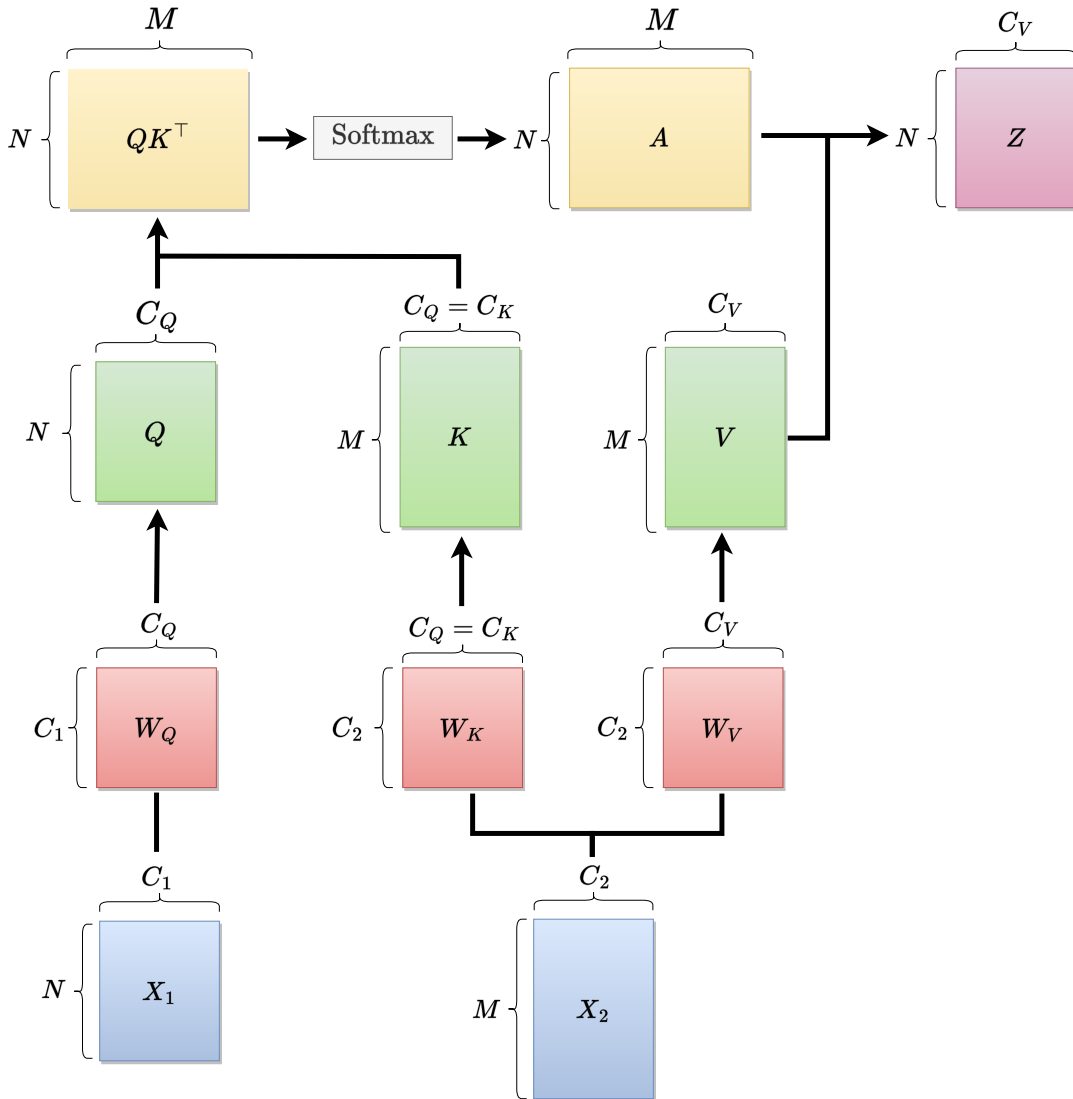 M
M
C_V
N
QK^⊤
Softmax
N
A
N
Z
C_Q
C_Q = C_K
C_V
N
Q
M
K
M
V
C_Q
C_Q = C_K
C_V
C_1
W_Q
C_2
W_K
C_2
W_V
C_1
C_2
N
X_1
M
X_2